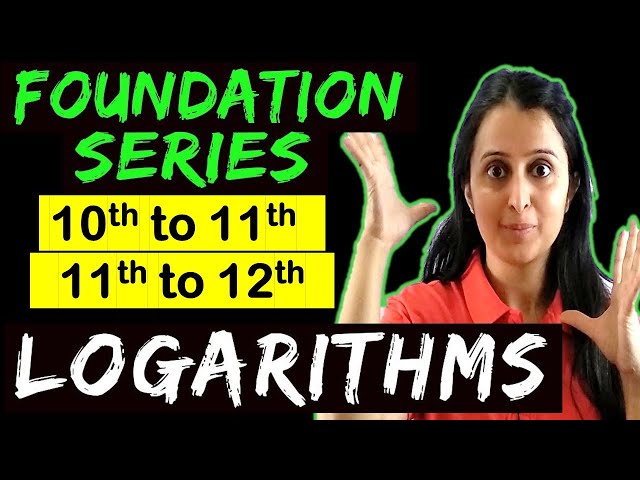 FOUNDATION
SERIES
10th to 11th
11th to 12th
LOGARITHMS